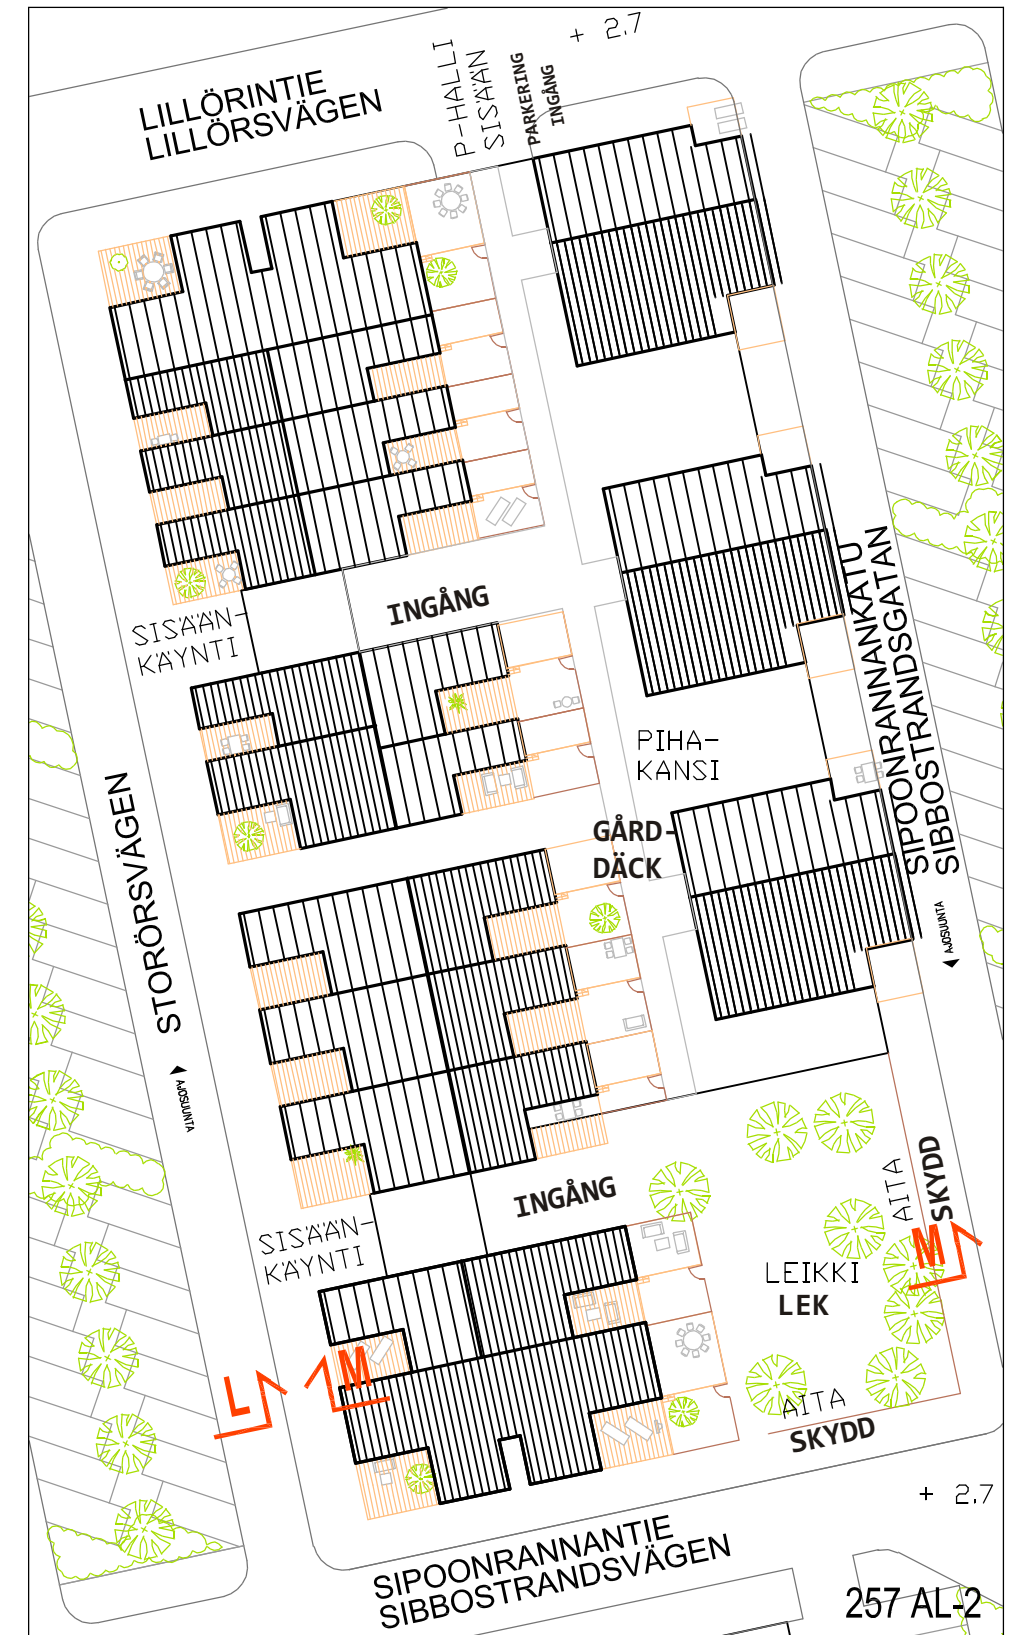 + 2.7
LILLÖRINTIE
LILLÖRSVÄGEN
P-HALLI
SISÄÄN
PARKERING
INGÅNG
SISÄÄN-
KÄYNTI
INGÅNG
SIPOONRANNANKATU
SIBBOSTRANDSGATAN
PIHA-
KANSI
GÅRD-
DÄCK
STORÖRSVÄGEN
AJOSUUNTA
AJOSUUNTA
SISÄÄN-
KÄYNTI
INGÅNG
AITA
SKYDD
M
LEIKKI
LEK
L
M
AITA
SKYDD
+ 2.7
SIPOONRANNANTIE
SIBBOSTRANDSVÄGEN
257 AL-2